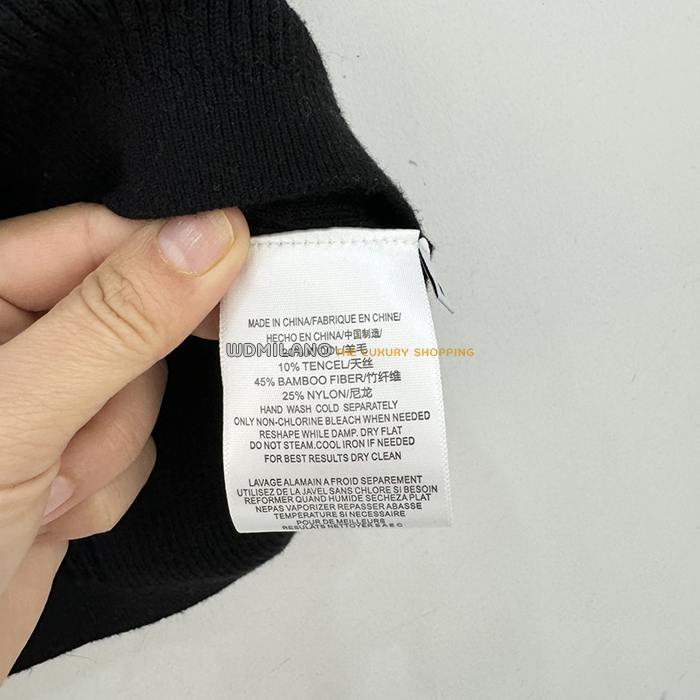 MADE IN CHINA/FABRIQUE EN CHINE/
HECHO EN CHINA/中国制造/
WDMILANO THE LUXURY SHOPPING
/羊毛
10% TENCEL/天丝
45% BAMBOO FIBER/竹纤维
25% NYLON/尼龙
HAND WASH COLD SEPARATELY
ONLY NON-CHLORINE BLEACH WHEN NEEDED
RESHAPE WHILE DAMP. DRY FLAT
DO NOT STEAM.COOL IRON IF NEEDED
FOR BEST RESULTS DRY CLEAN
LAVAGE ALAMAIN A FROID SEPAREMENT
UTILISEZ DE LA JAVEL SANS CHLORE SI BESOIN
REFORMER QUAND HUMIDE SECHEZA PLAT
NEPAS VAPORIZER REPASSER ABASSE
TEMPERATURE SI NECESSAIRE
POUR DE MEILLEURS
RESULATS NETTOYER S A E C